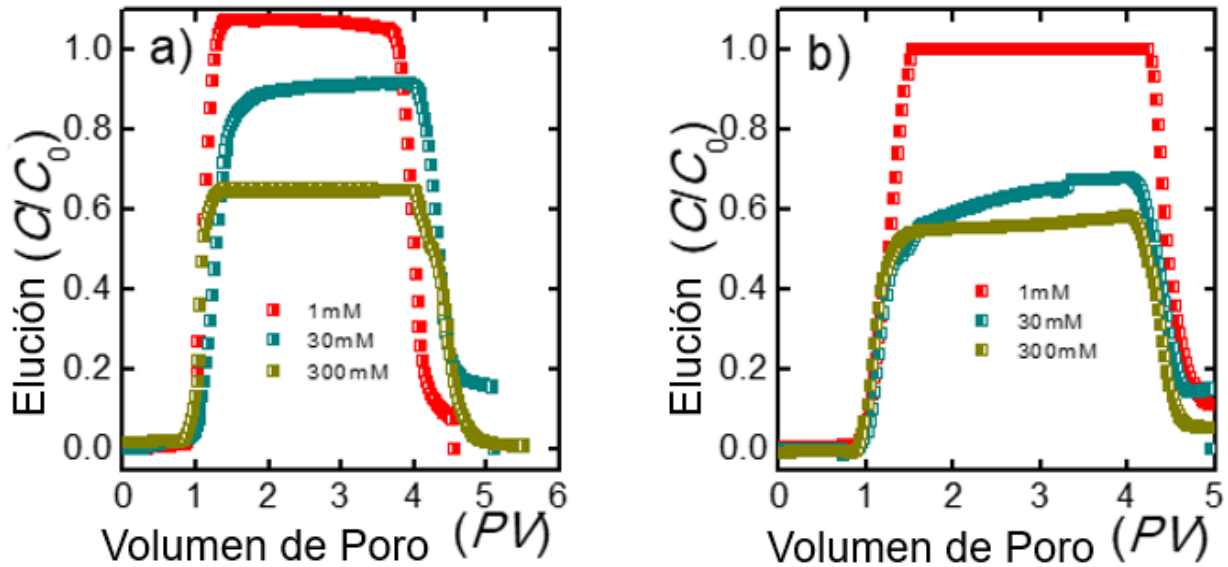 a)
Elución (C/C0)
1.0
0.8
0.6
0.4
0.2
0.0
1mM
30mM
300mM
0 1 2 3 4 5 6
Volumen de Poro (PV)
b)
Elución (C/C0)
1.0
0.8
0.6
0.4
0.2
0.0
1mM
30mM
300mM
0 1 2 3 4 5
Volumen de Poro (PV)